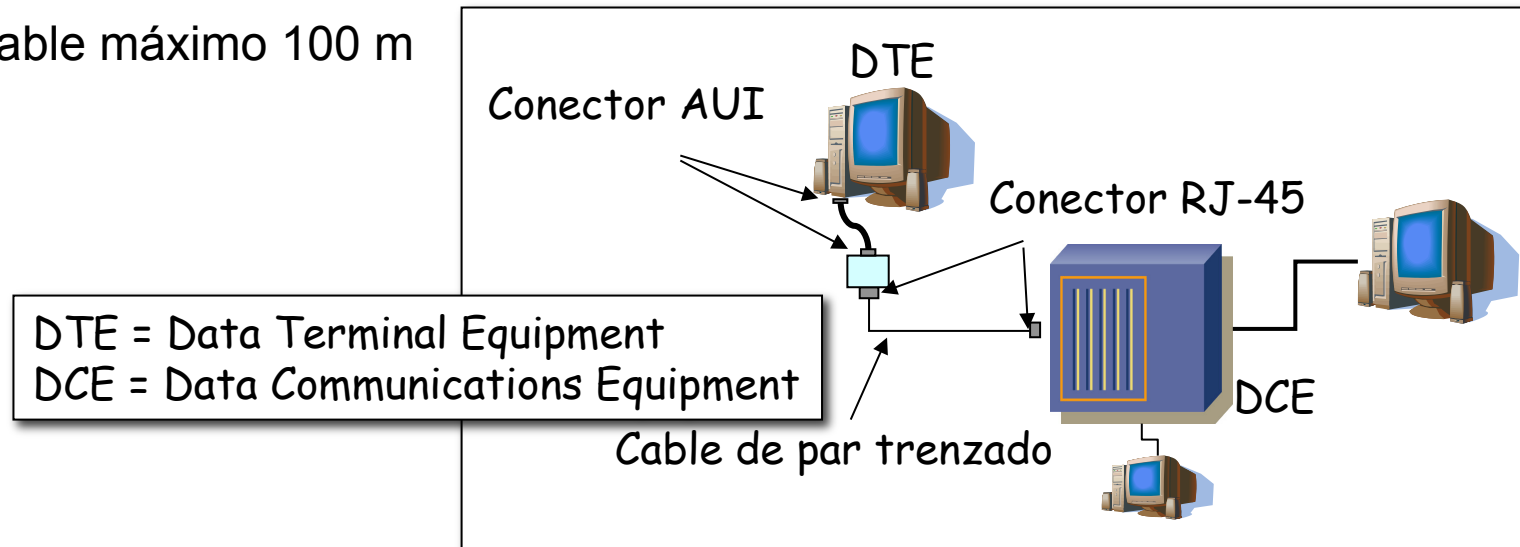 able máximo 100 m
DTE
Conector AUI
Conector RJ-45
DTE = Data Terminal Equipment
DCE = Data Communications Equipment
DCE
Cable de par trenzado